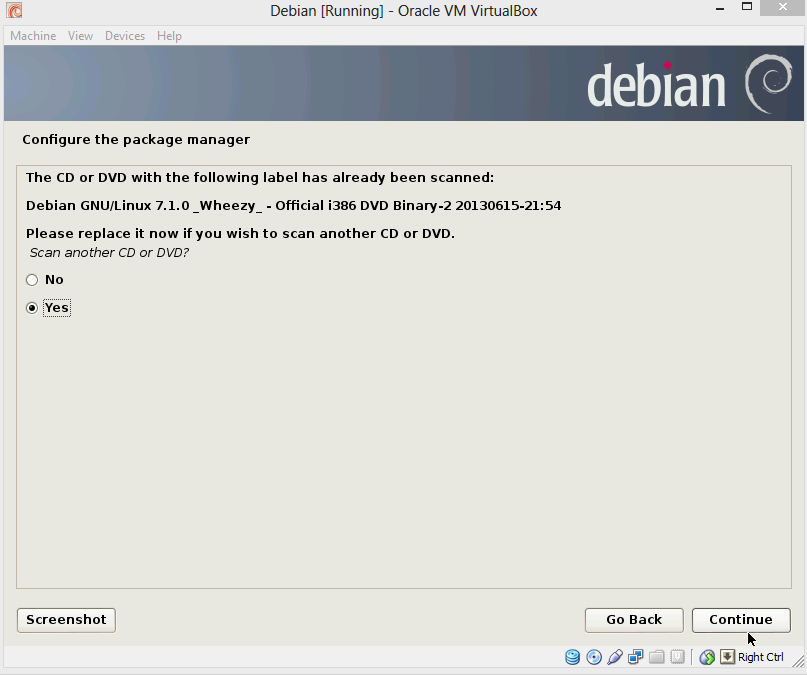 Debian [Running] - Oracle VM VirtualBox
Machine View Devices Help
debian
Configure the package manager
The CD or DVD with the following label has already been scanned:
Debian GNU/Linux 7.1.0 _Wheezy_ - Official i386 DVD Binary-2 20130615-21:54
Please replace it now if you wish to scan another CD or DVD.
Scan another CD or DVD?
No
Yes
Screenshot Go Back Continue
Right Ctrl